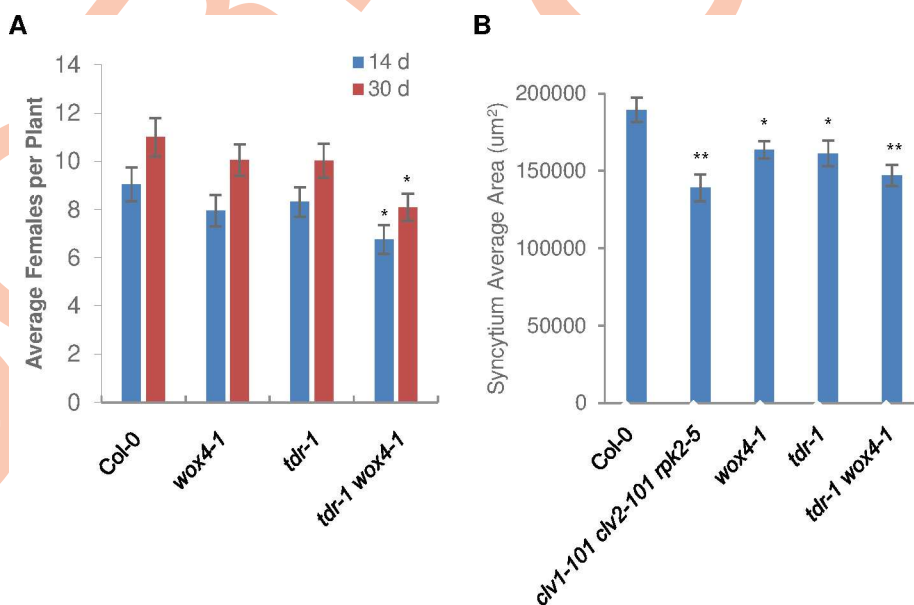 A
Average Females per Plant
14
12
10
8
6
4
2
0
14 d
30 d
*
*
Col-0
wox4-1
tdr-1
tdr-1 wox4-1
B
Syncytium Average Area (um²)
200000
150000
100000
50000
0
**
*
*
**
Col-0
clv1-101 clv2-101 rpk2-5
wox4-1
tdr-1
tdr-1 wox4-1